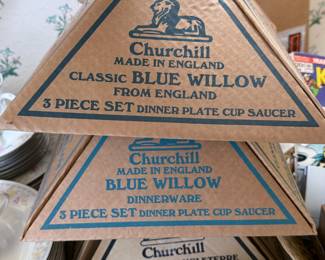 Churchill
MADE IN ENGLAND
CLASSIC BLUE WILLOW
FROM ENGLAND
3 PIECE SET DINNER PLATE CUP SAUCER
Churchill
MADE IN ENGLAND
BLUE WILLOW
DINNERWARE
3 PIECE SET DINNER PLATE CUP SAUCER
Churchill